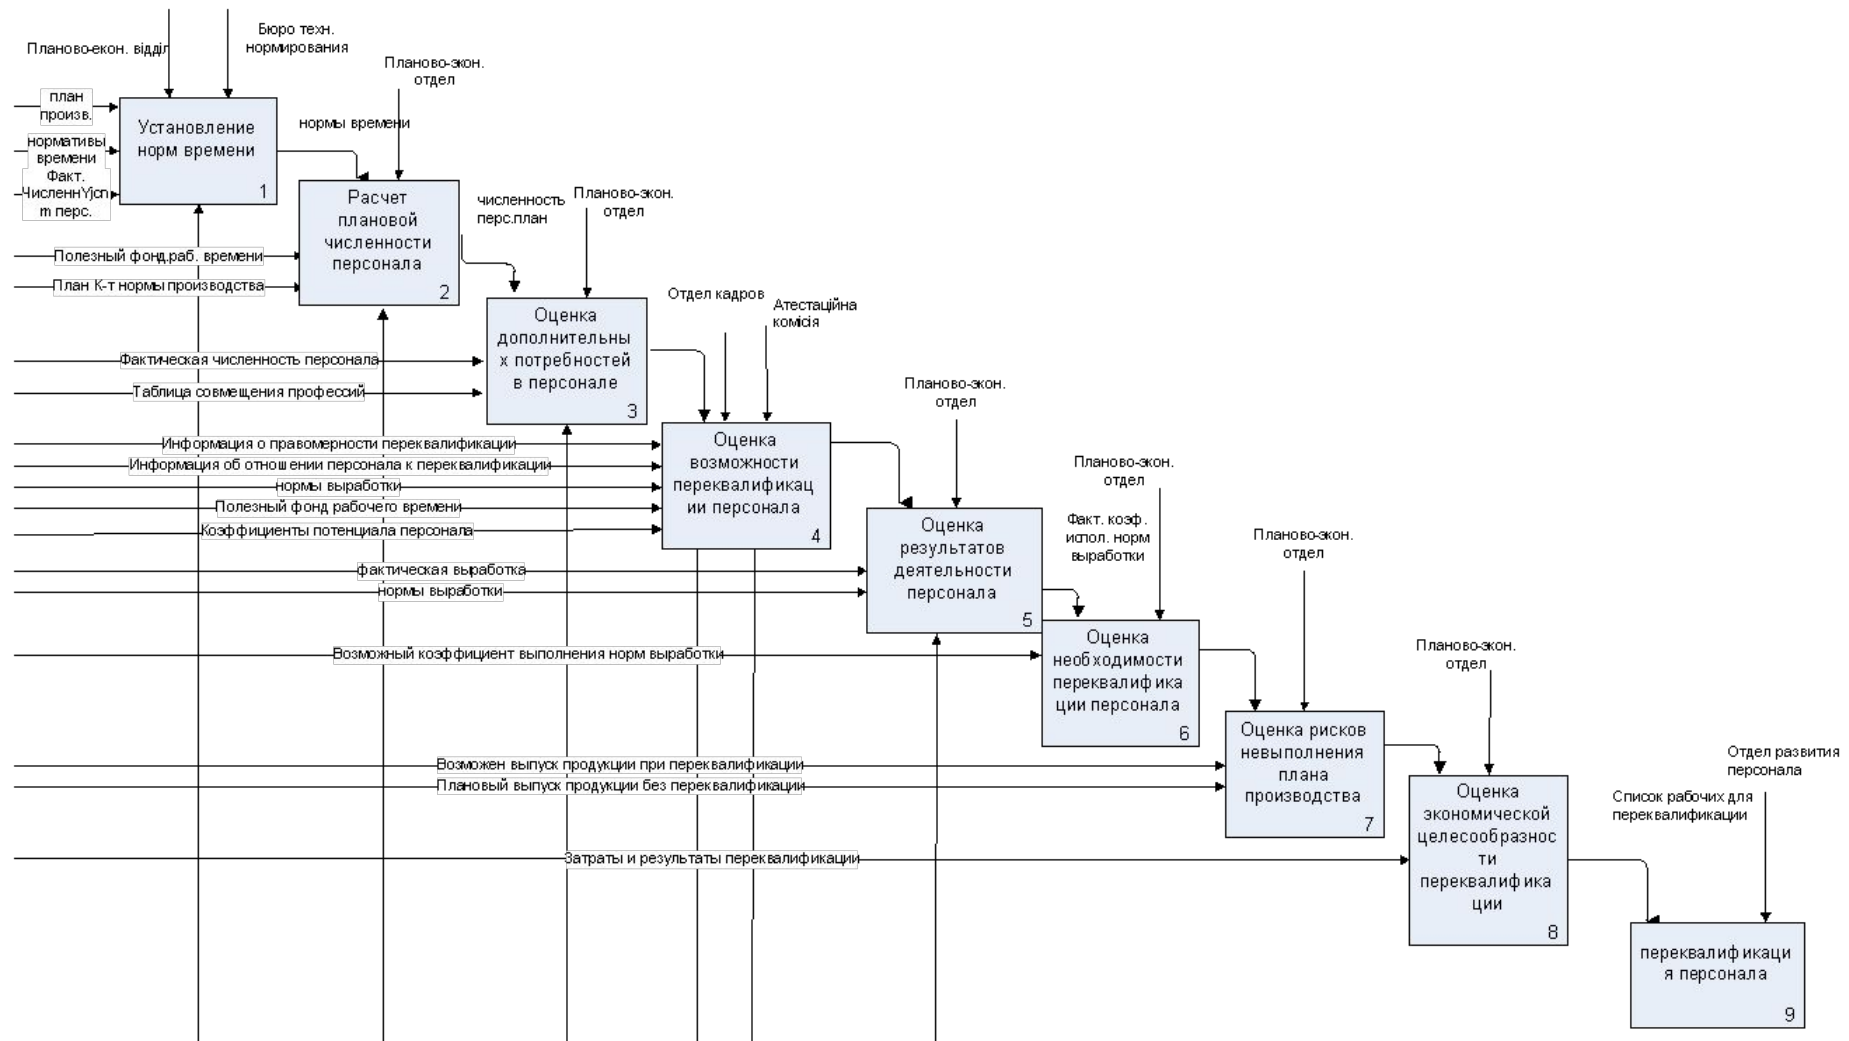 Планово-екон. відділ
Бюро техн.
нормирования
Планово-экон.
отдел
план
произв.
нормативы
времени
Факт.
ЧисленнYjcn
m перс.
Установление
норм времени
1
нормы времени
Расчет
плановой
численности
персонала
2
численность
перс.план
Планово-экон.
отдел
Полезный фонд.раб. времени
План К-т нормы производства
Оценка
дополнительны
х потребностей
в персонале
3
Отдел кадров
Атестаційна
комісія
Фактическая численность персонала
Таблица совмещения профессий
Оценка
возможности
переквалификац
ии персонала
4
Планово-экон.
отдел
Информация о правомерности переквалификации
Информация об отношении персонала к переквалификации
нормы выработки
Полезный фонд рабочего времени
Коэффициенты потенциала персонала
Оценка
результатов
деятельности
персонала
5
Планово-экон.
отдел
Факт. коэф.
испол. норм
выработки
фактическая выработка
нормы выработки
Оценка
необходимости
переквалифика
ции персонала
6
Планово-экон.
отдел
Возможный коэффициент выполнения норм выработки
Оценка рисков
невыполнения
плана
производства
7
Планово-экон.
отдел
Возможен выпуск продукции при переквалификации
Плановый выпуск продукции без переквалификации
Оценка
экономической
целесообразнос
ти
переквалифика
ции
8
Отдел развития
персонала
Список рабочих для
переквалификации
Затраты и результаты переквалификации
переквалификаци
я персонала
9